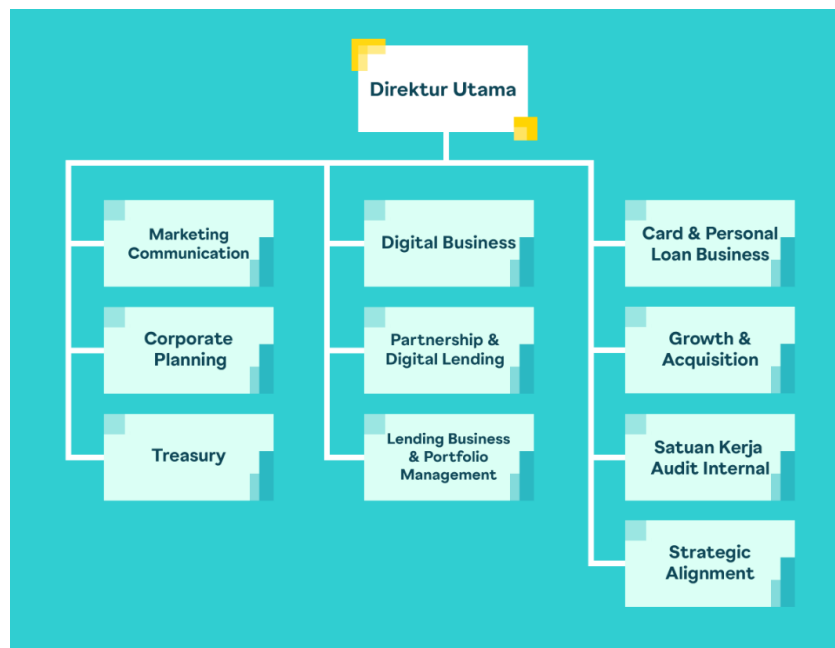 Direktur Utama
Marketing
Communication
Corporate
Planning
Treasury
Digital Business
Partnership &
Digital Lending
Lending Business
& Portfolio
Management
Card & Personal
Loan Business
Growth &
Acquisition
Satuan Kerja
Audit Internal
Strategic
Alignment